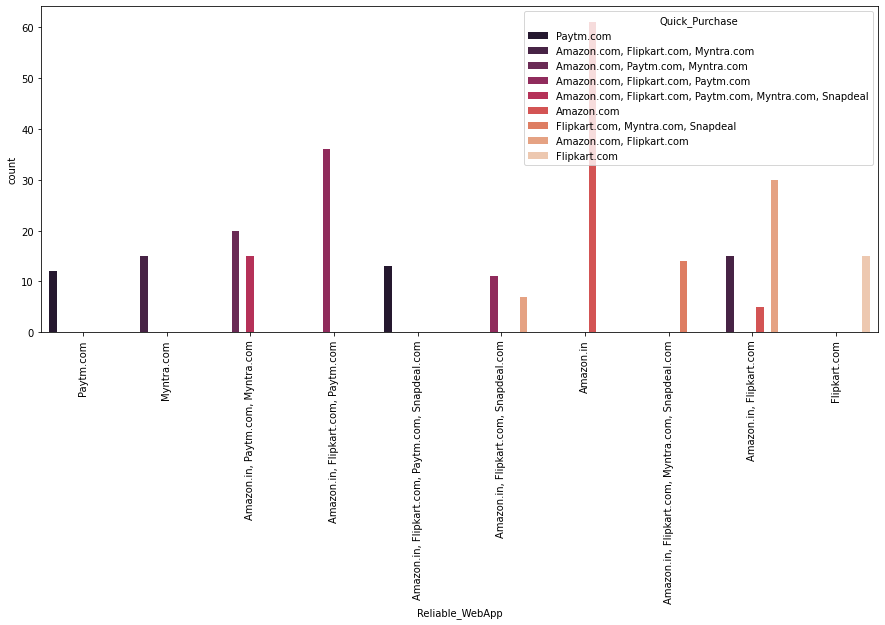 Quick_Purchase
Paytm.com
Amazon.com, Flipkart.com, Myntra.com
Amazon.com, Paytm.com, Myntra.com
Amazon.com, Flipkart.com, Paytm.com
Amazon.com, Flipkart.com, Paytm.com, Myntra.com, Snapdeal
Amazon.com
Flipkart.com, Myntra.com, Snapdeal
Amazon.com, Flipkart.com
Flipkart.com
count
60
50
40
30
20
10
0
Paytm.com
Myntra.com
Amazon.in, Paytm.com, Myntra.com
Amazon.in, Flipkart.com, Paytm.com
Amazon.in, Flipkart.com, Paytm.com, Snapdeal.com
Amazon.in, Flipkart.com, Snapdeal.com
Amazon.in
Amazon.in, Flipkart.com, Myntra.com, Snapdeal.com
Amazon.in, Flipkart.com
Flipkart.com
Reliable_WebApp